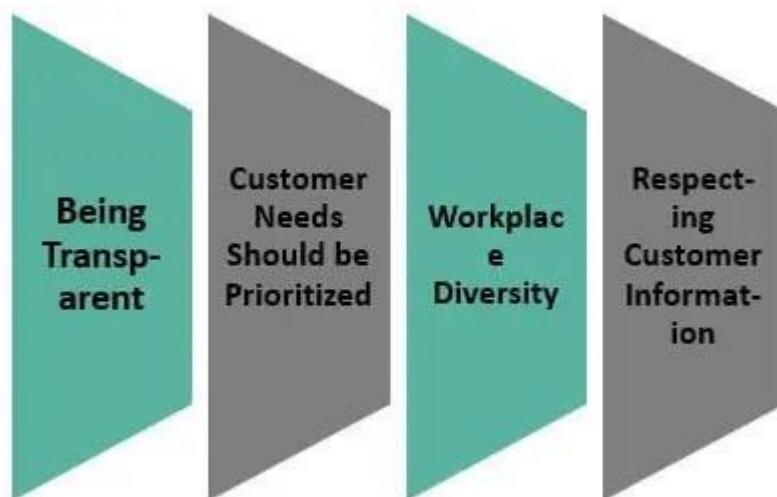 Being
Transp-
arent
Customer
Needs
Should be
Prioritized
Workplac
e
Diversity
Respect-
ing
Customer
Informat-
ion